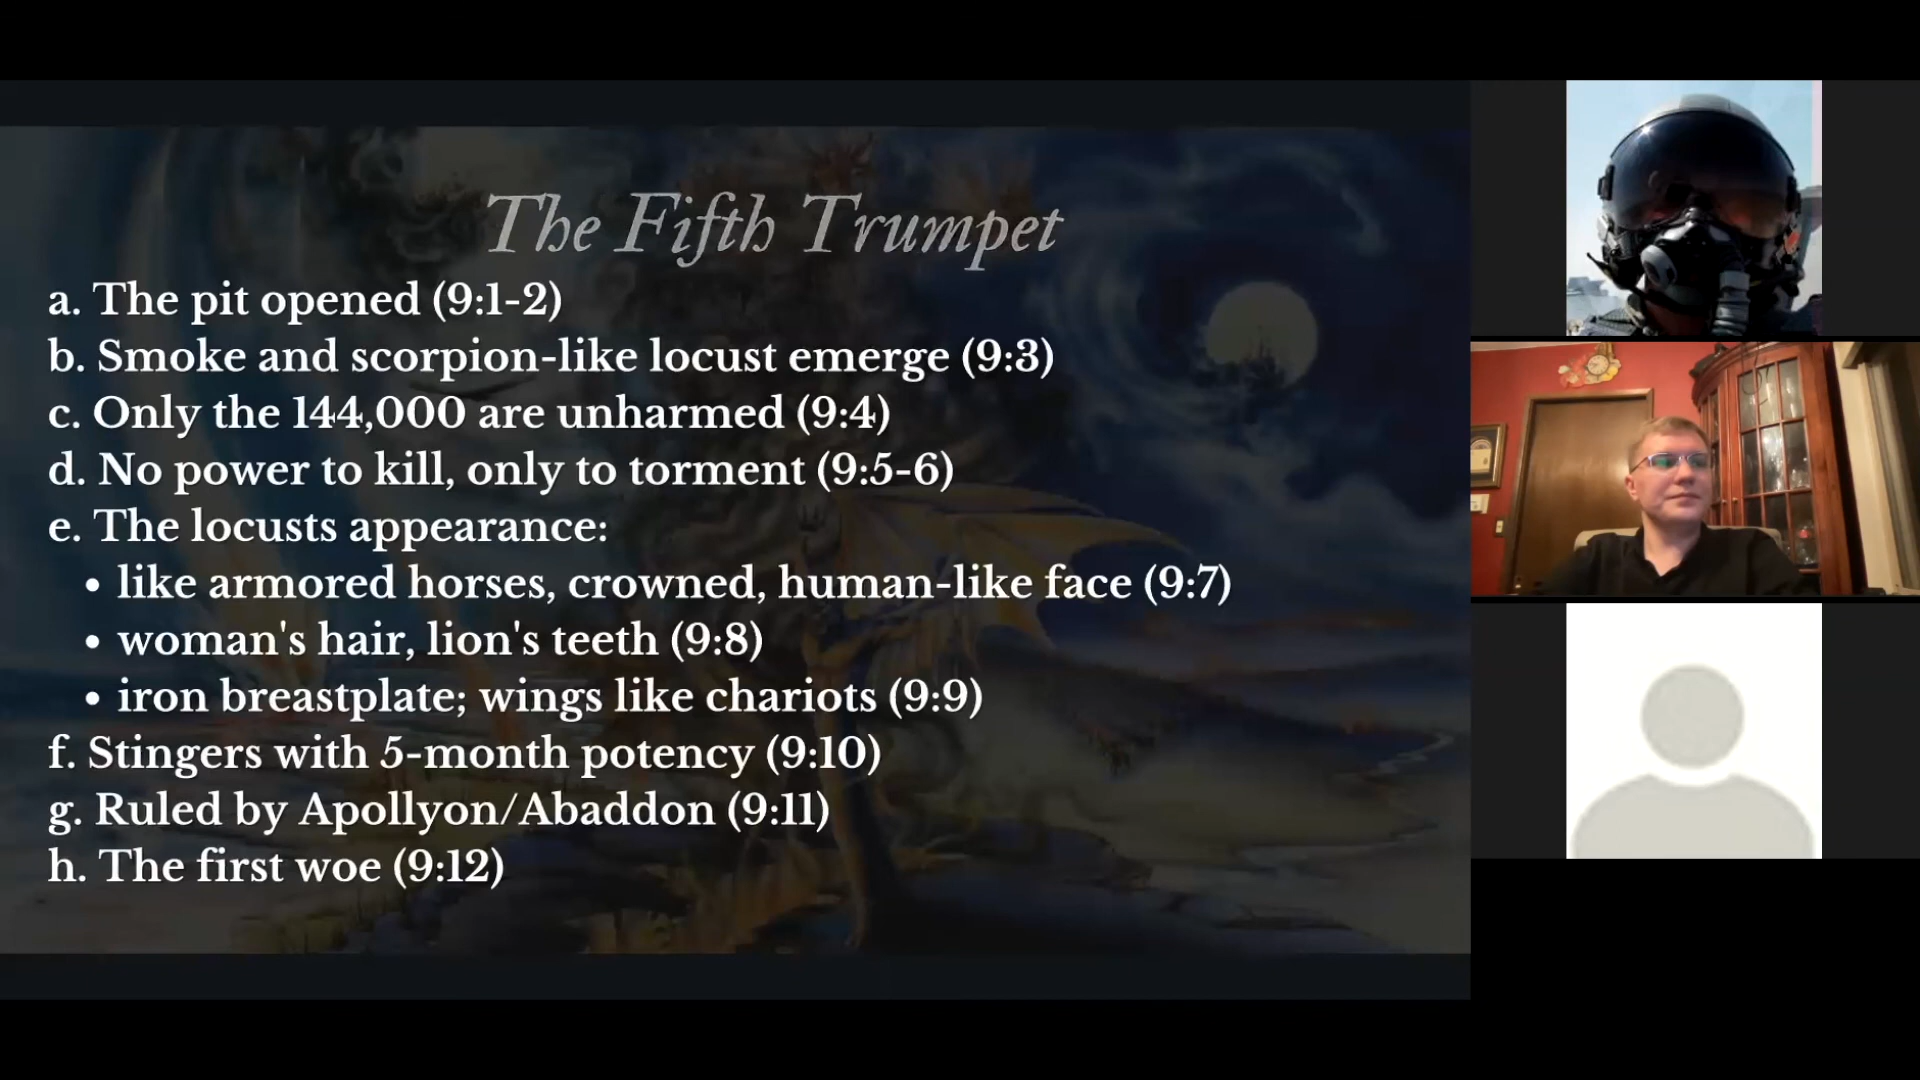 The Fifth Trumpet
a. The pit opened (9:1-2)
b. Smoke and scorpion-like locust emerge (9:3)
c. Only the 144,000 are unharmed (9:4)
d. No power to kill, only to torment (9:5-6)
e. The locusts appearance:
• like armored horses, crowned, human-like face (9:7)
• woman's hair, lion's teeth (9:8)
• iron breastplate; wings like chariots (9:9)
f. Stingers with 5-month potency (9:10)
g. Ruled by Apollyon/Abaddon (9:11)
h. The first woe (9:12)